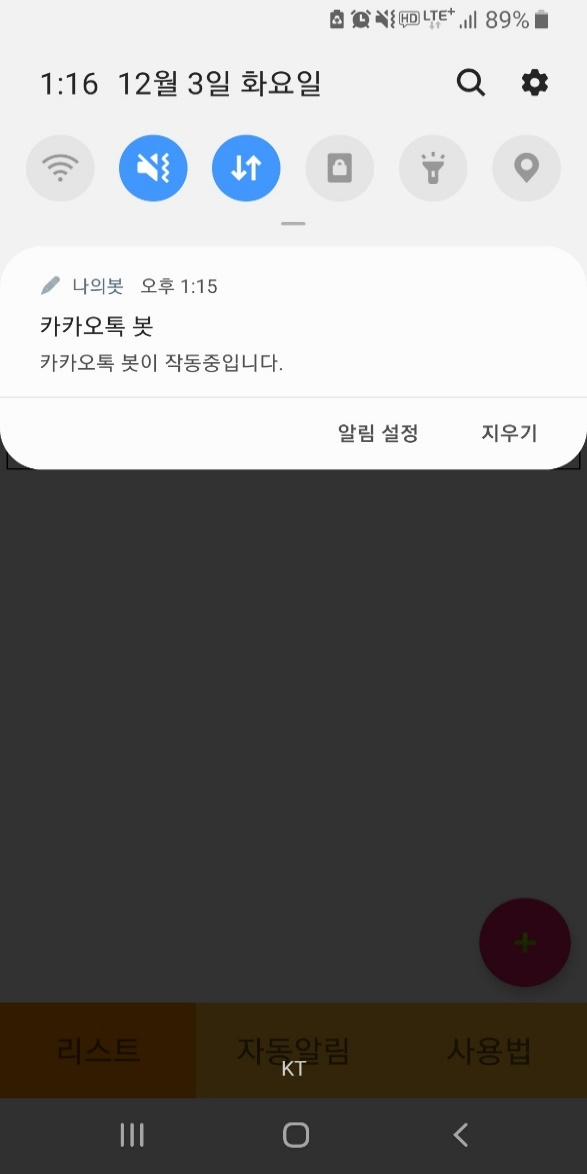 HD LTE+ 89%
1:16 12월 3일 화요일
나의봇 오후 1:15
카카오톡 봇
카카오톡 봇이 작동중입니다.
알림 설정 지우기
리스트 자동알림 사용법
KT